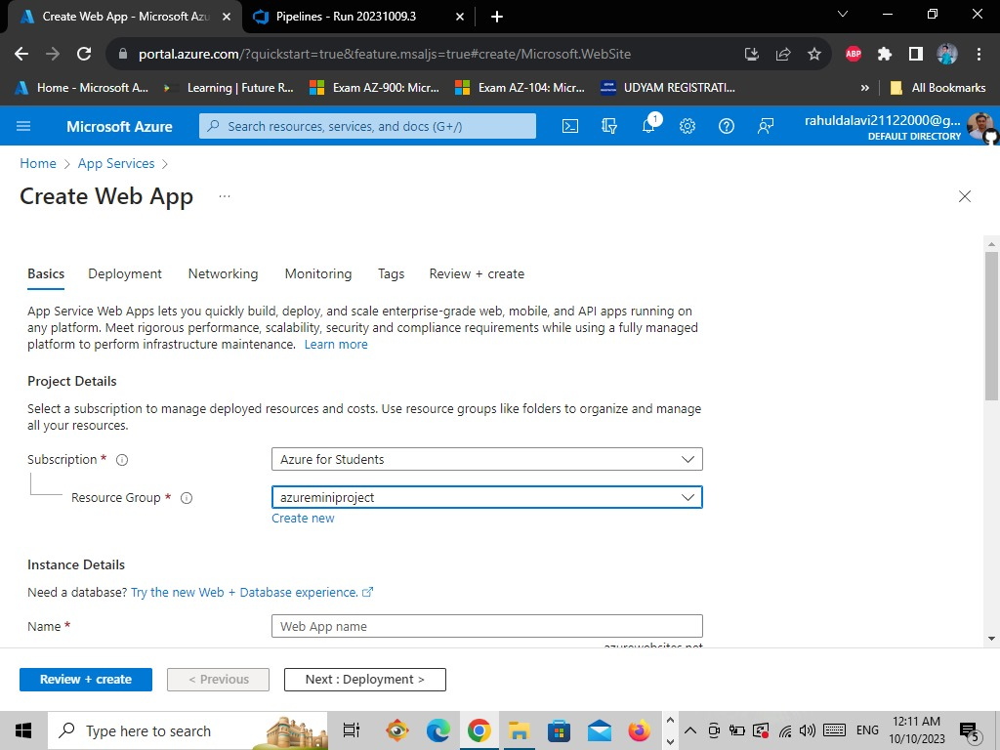 Create Web App - Microsoft Azu
Pipelines - Run 20231009.3
portal.azure.com/?quickstart=true&feature.msaljs=true#create/Microsoft.WebSite
ABP
Home - Microsoft A...
Learning | Future R...
Exam AZ-900: Micr...
Exam AZ-104: Micr...
UDYAM REGISTRATI...
»
All Bookmarks
Microsoft Azure
Search resources, services, and docs (G+/)
1
rahuldalavi21122000@g...
DEFAULT DIRECTORY
Home > App Services >
Create Web App ...
Basics
Deployment
Networking
Monitoring
Tags
Review + create
App Service Web Apps lets you quickly build, deploy, and scale enterprise-grade web, mobile, and API apps running on
any platform. Meet rigorous performance, scalability, security and compliance requirements while using a fully managed
platform to perform infrastructure maintenance. Learn more
Project Details
Select a subscription to manage deployed resources and costs. Use resource groups like folders to organize and manage
all your resources.
Subscription *
Azure for Students
Resource Group *
azureminiproject
Create new
Instance Details
Need a database? Try the new Web + Database experience.
Name *
Web App name
.azurewebsites.net
Review + create
< Previous
Next : Deployment >
Type here to search
ENG
12:11 AM
10/10/2023
5